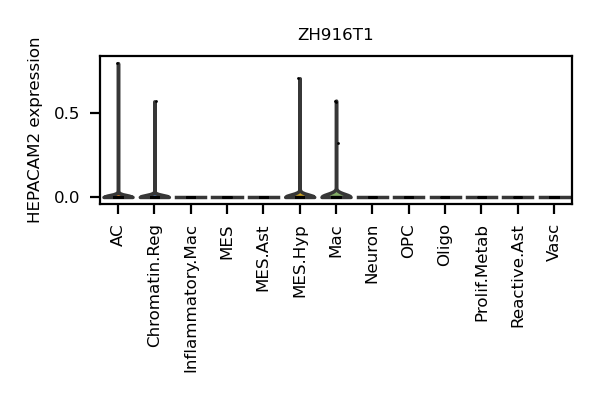 ZH916T1
HEPACAM2 expression
0.5
0.0
AC
Chromatin.Reg
Inflammatory.Mac
MES
MES.Ast
MES.Hyp
Mac
Neuron
OPC
Oligo
Prolif.Metab
Reactive.Ast
Vasc